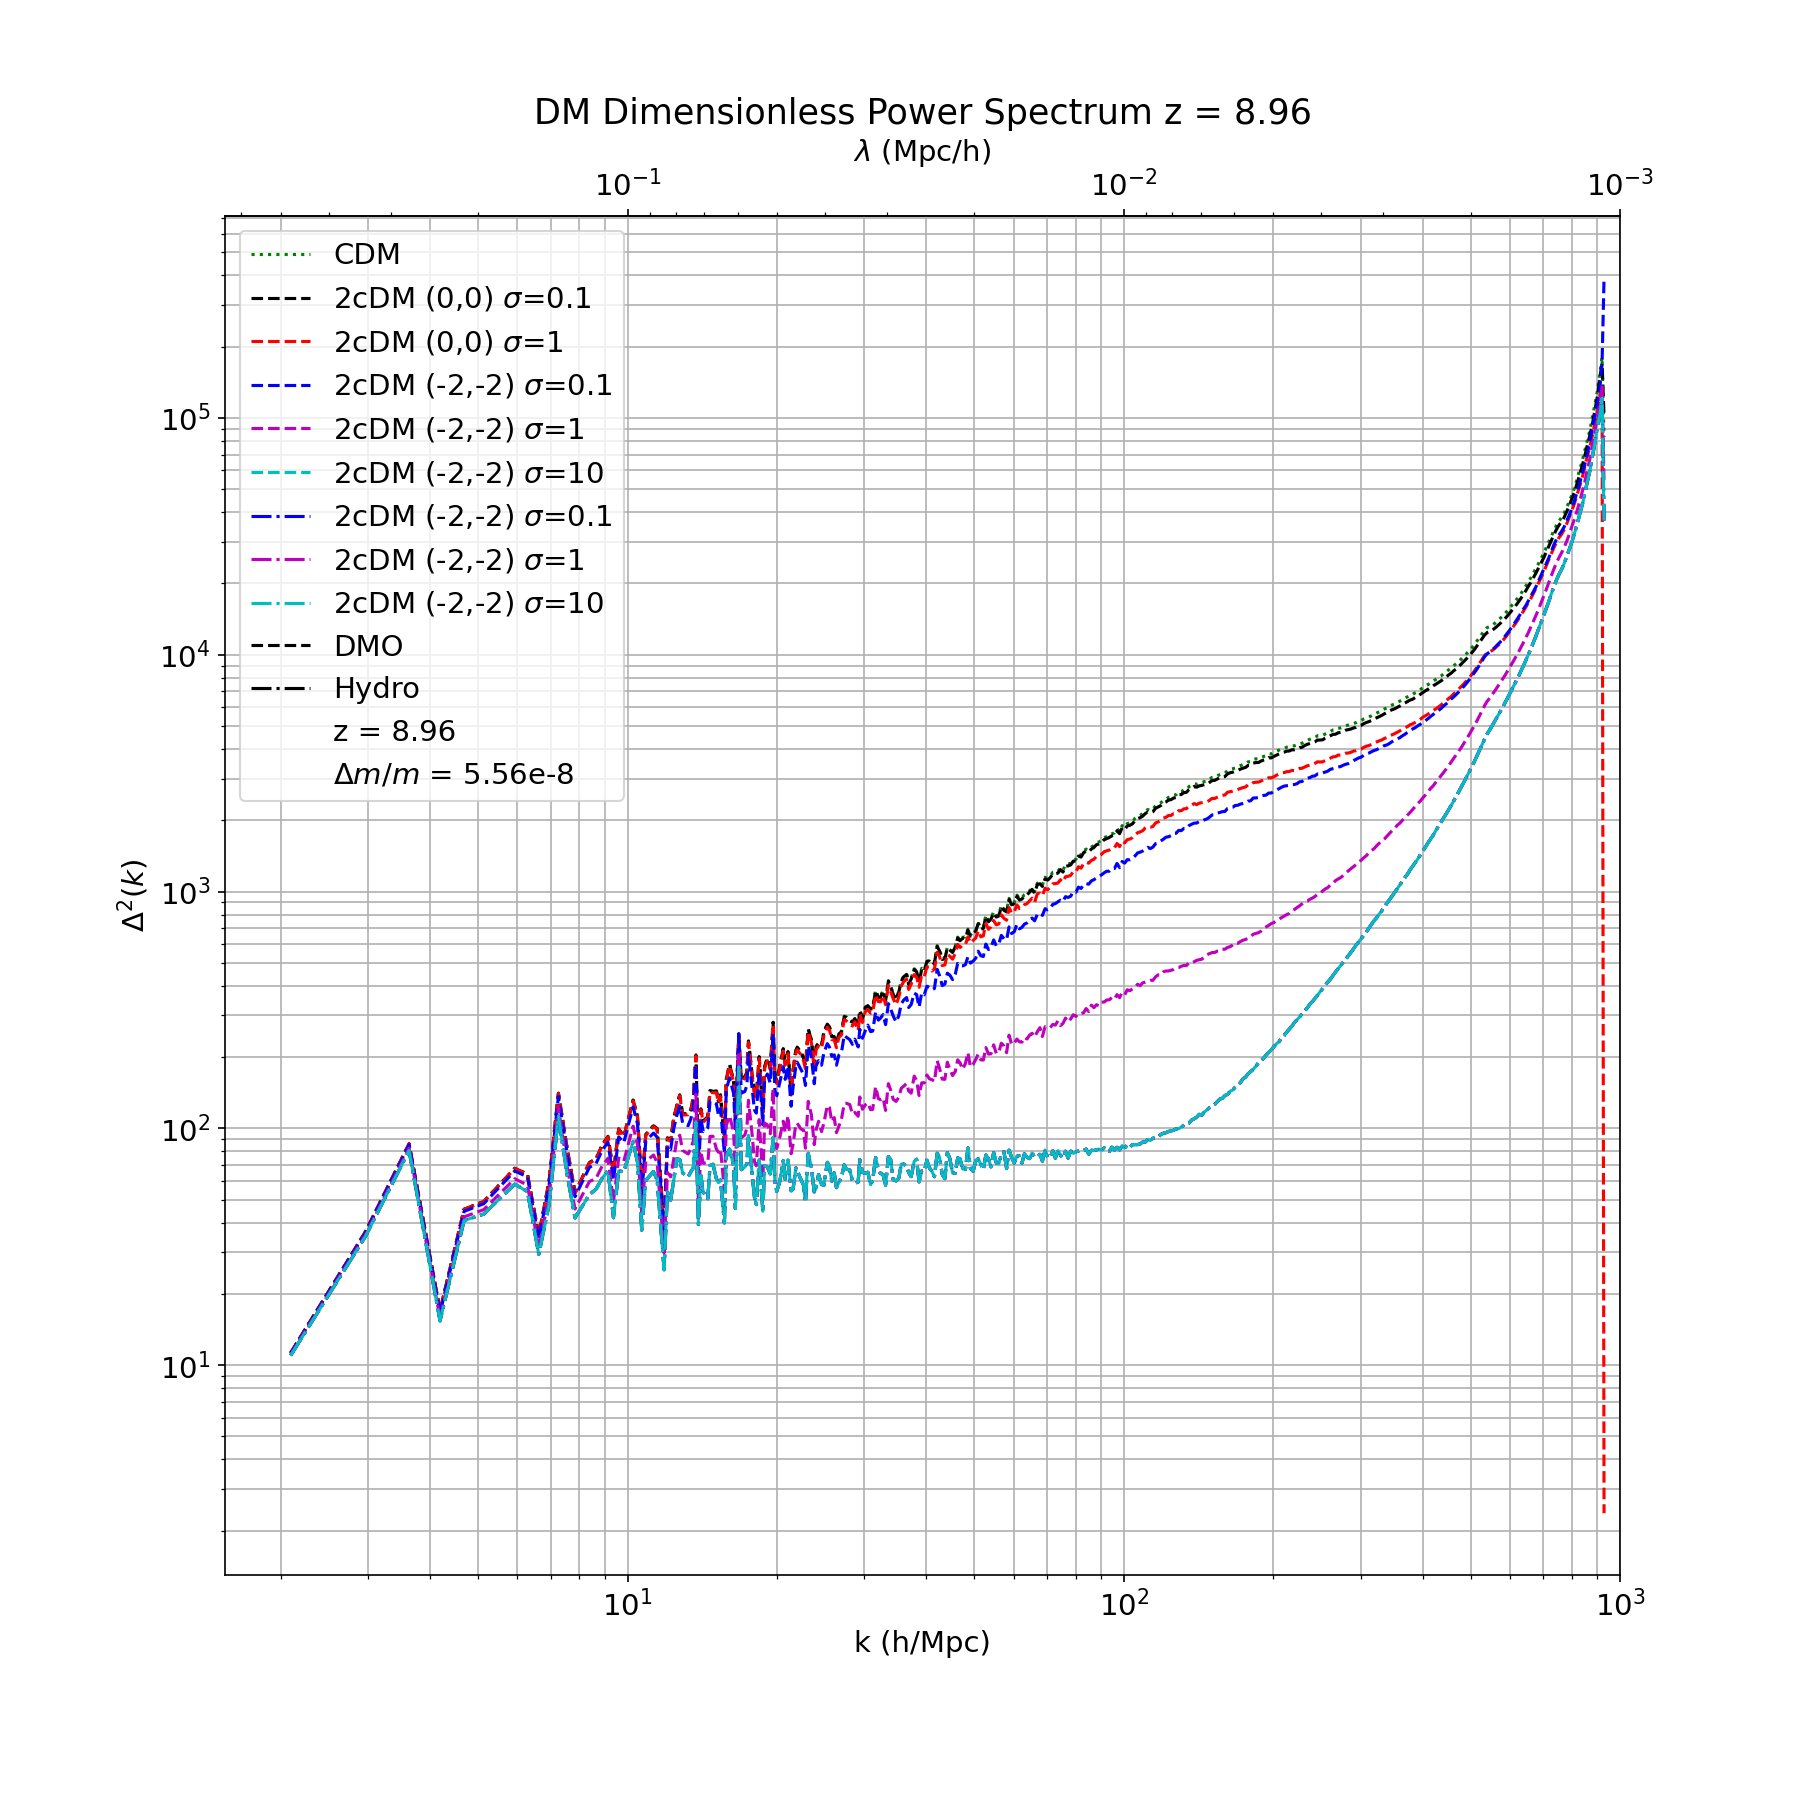 DM Dimensionless Power Spectrum z = 8.96
λ (Mpc/h)
10⁻¹ 10⁻² 10⁻³
CDM
2cDM (0,0) σ=0.1
2cDM (0,0) σ=1
2cDM (-2,-2) σ=0.1
2cDM (-2,-2) σ=1
2cDM (-2,-2) σ=10
2cDM (-2,-2) σ=0.1
2cDM (-2,-2) σ=1
2cDM (-2,-2) σ=10
DMO
Hydro
z = 8.96
Δm/m = 5.56e-8
10⁵
10⁴
10³
10²
10¹
Δ²(k)
10¹ 10² 10³
k (h/Mpc)